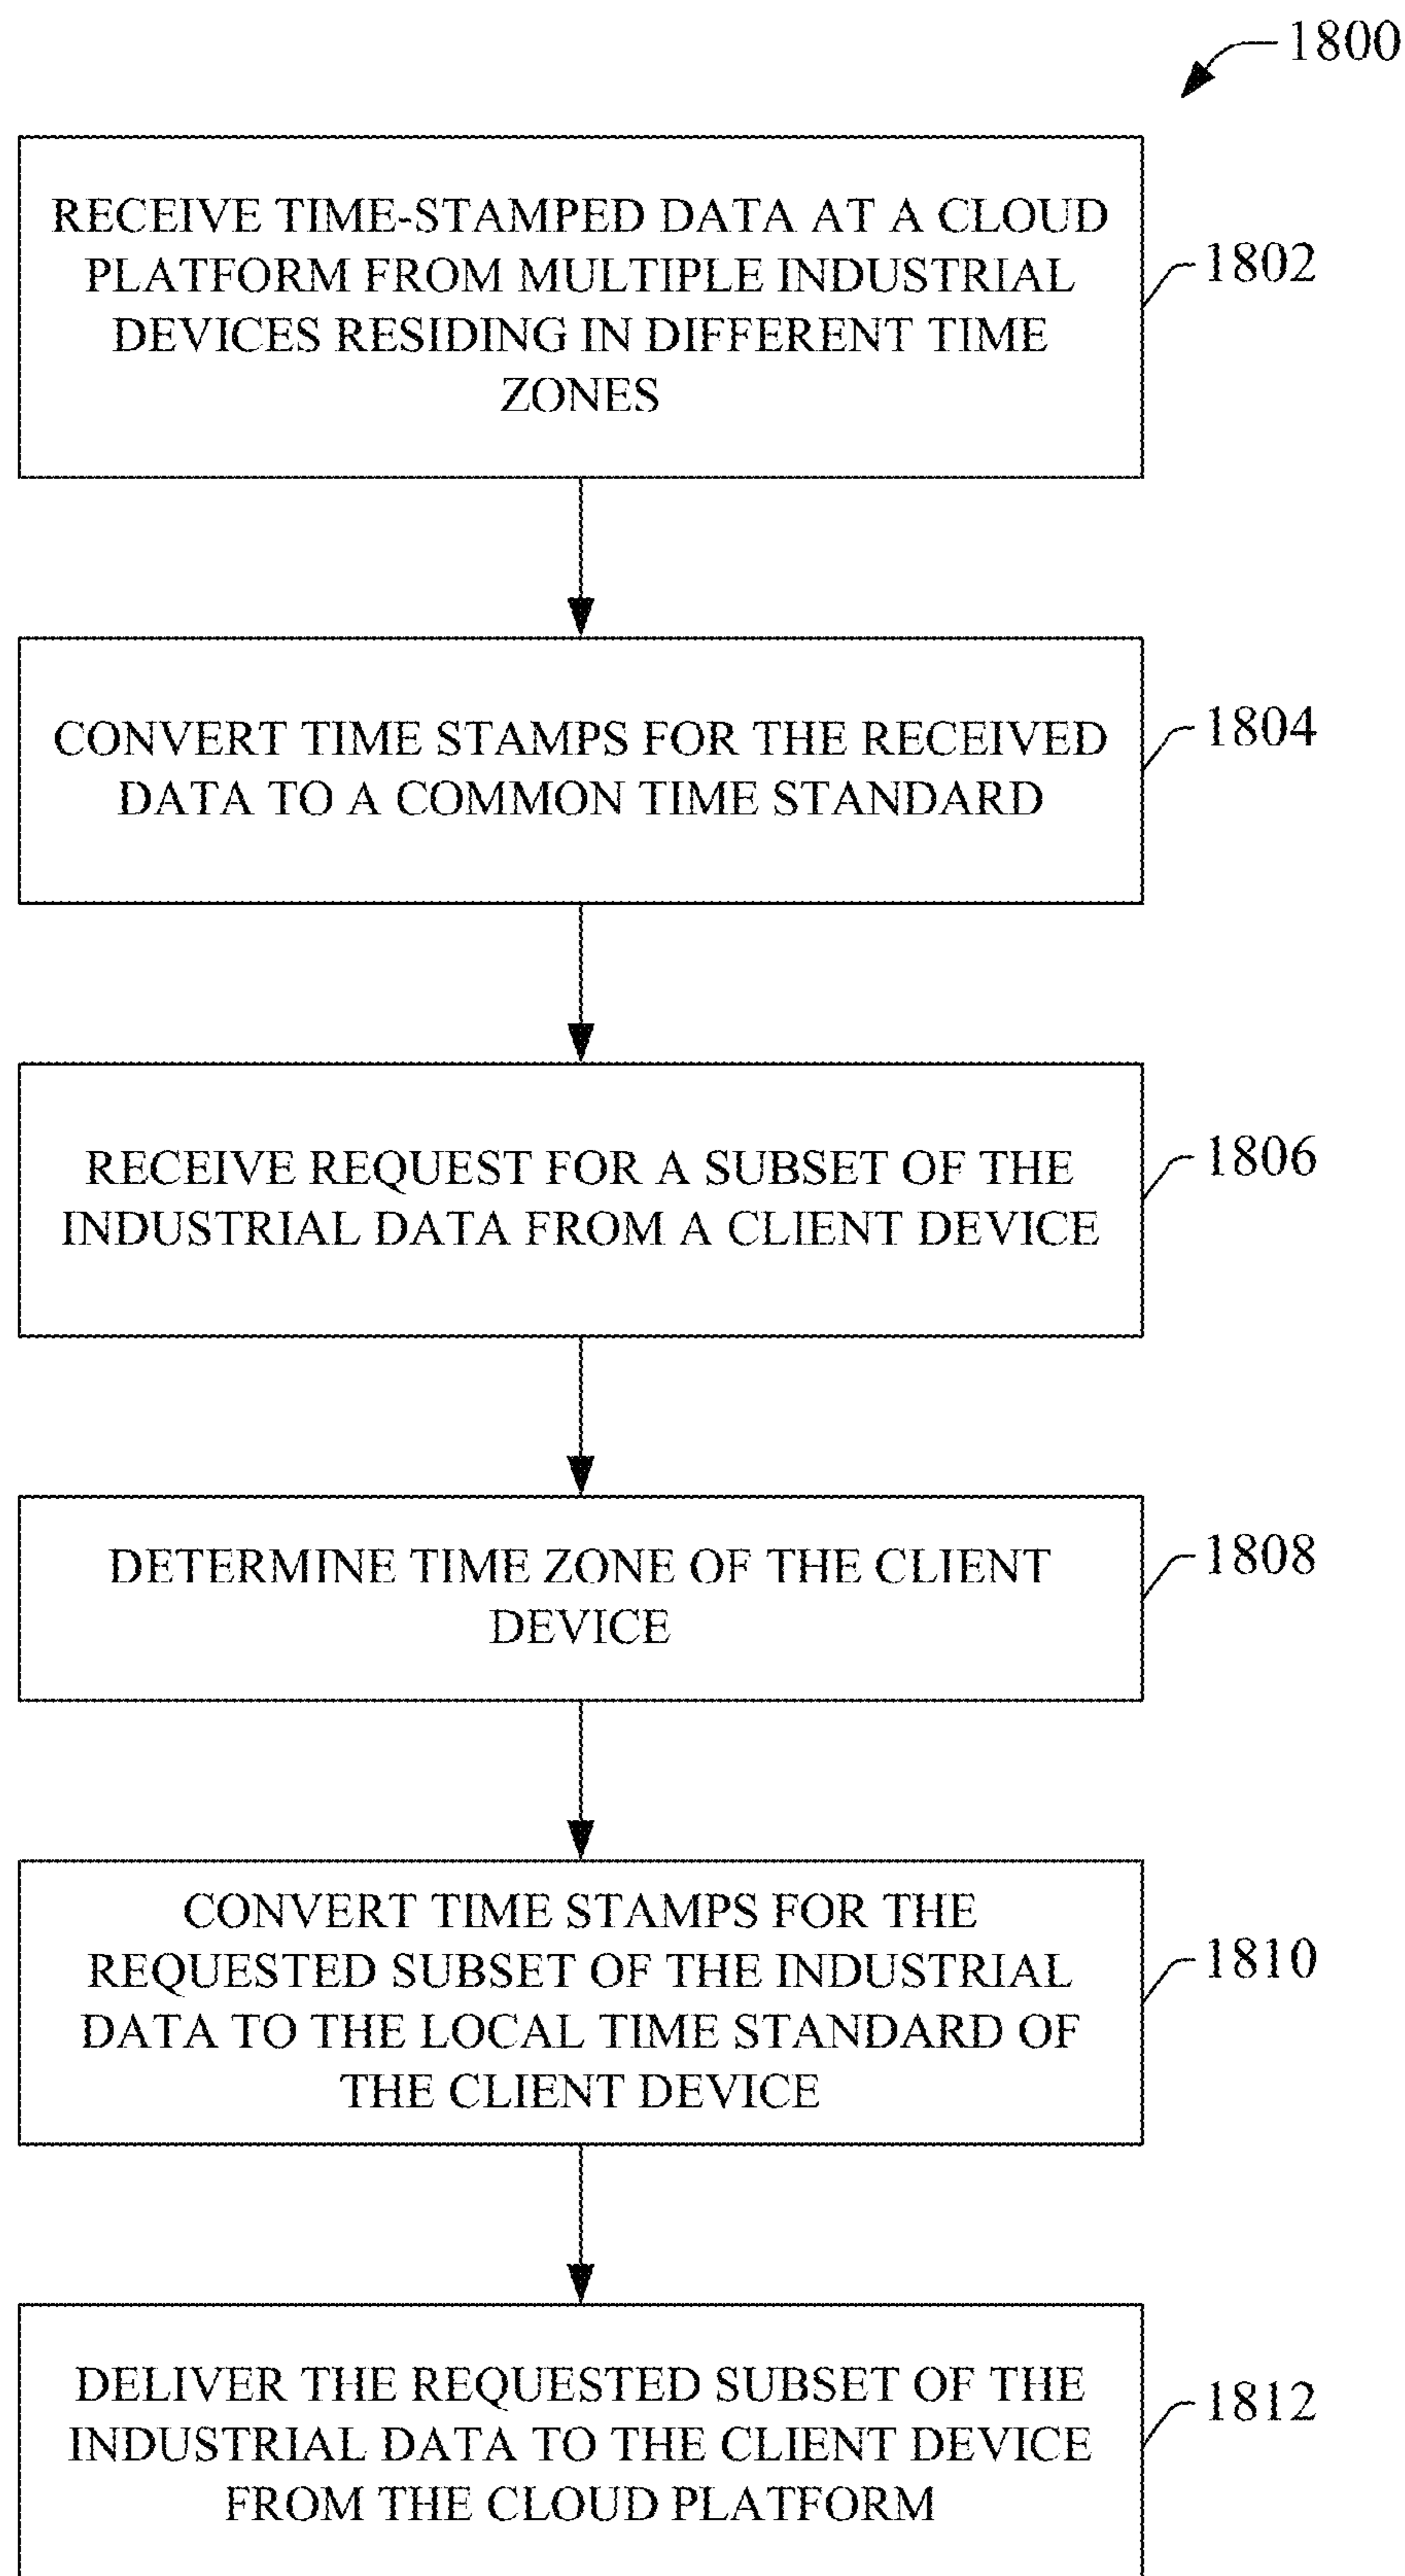 1800
RECEIVE TIME-STAMPED DATA AT A CLOUD
PLATFORM FROM MULTIPLE INDUSTRIAL
DEVICES RESIDING IN DIFFERENT TIME
ZONES
1802
CONVERT TIME STAMPS FOR THE RECEIVED
DATA TO A COMMON TIME STANDARD
1804
RECEIVE REQUEST FOR A SUBSET OF THE
INDUSTRIAL DATA FROM A CLIENT DEVICE
1806
DETERMINE TIME ZONE OF THE CLIENT
DEVICE
1808
CONVERT TIME STAMPS FOR THE
REQUESTED SUBSET OF THE INDUSTRIAL
DATA TO THE LOCAL TIME STANDARD OF
THE CLIENT DEVICE
1810
DELIVER THE REQUESTED SUBSET OF THE
INDUSTRIAL DATA TO THE CLIENT DEVICE
FROM THE CLOUD PLATFORM
1812